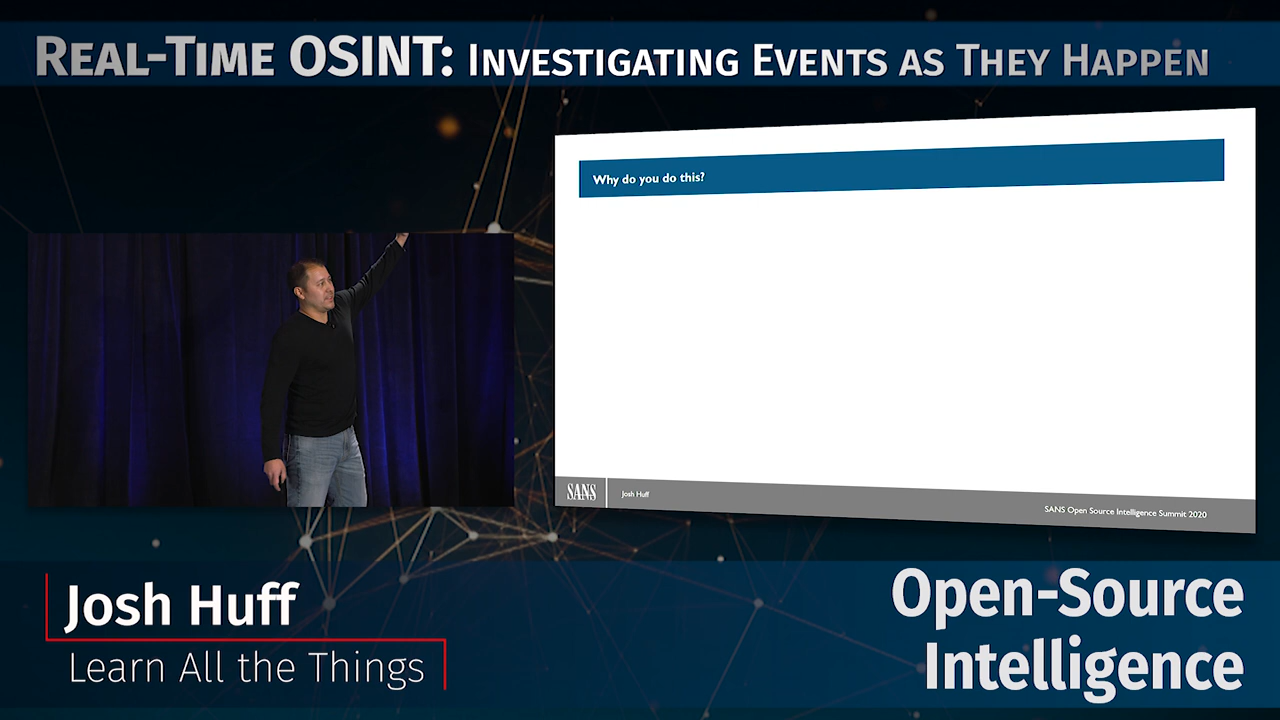 Real-Time OSINT: Investigating Events as They Happen
Why do you do this?
SANS
Josh Huff
SANS Open Source Intelligence Summit 2020
Josh Huff
Learn All the Things
Open-Source
Intelligence